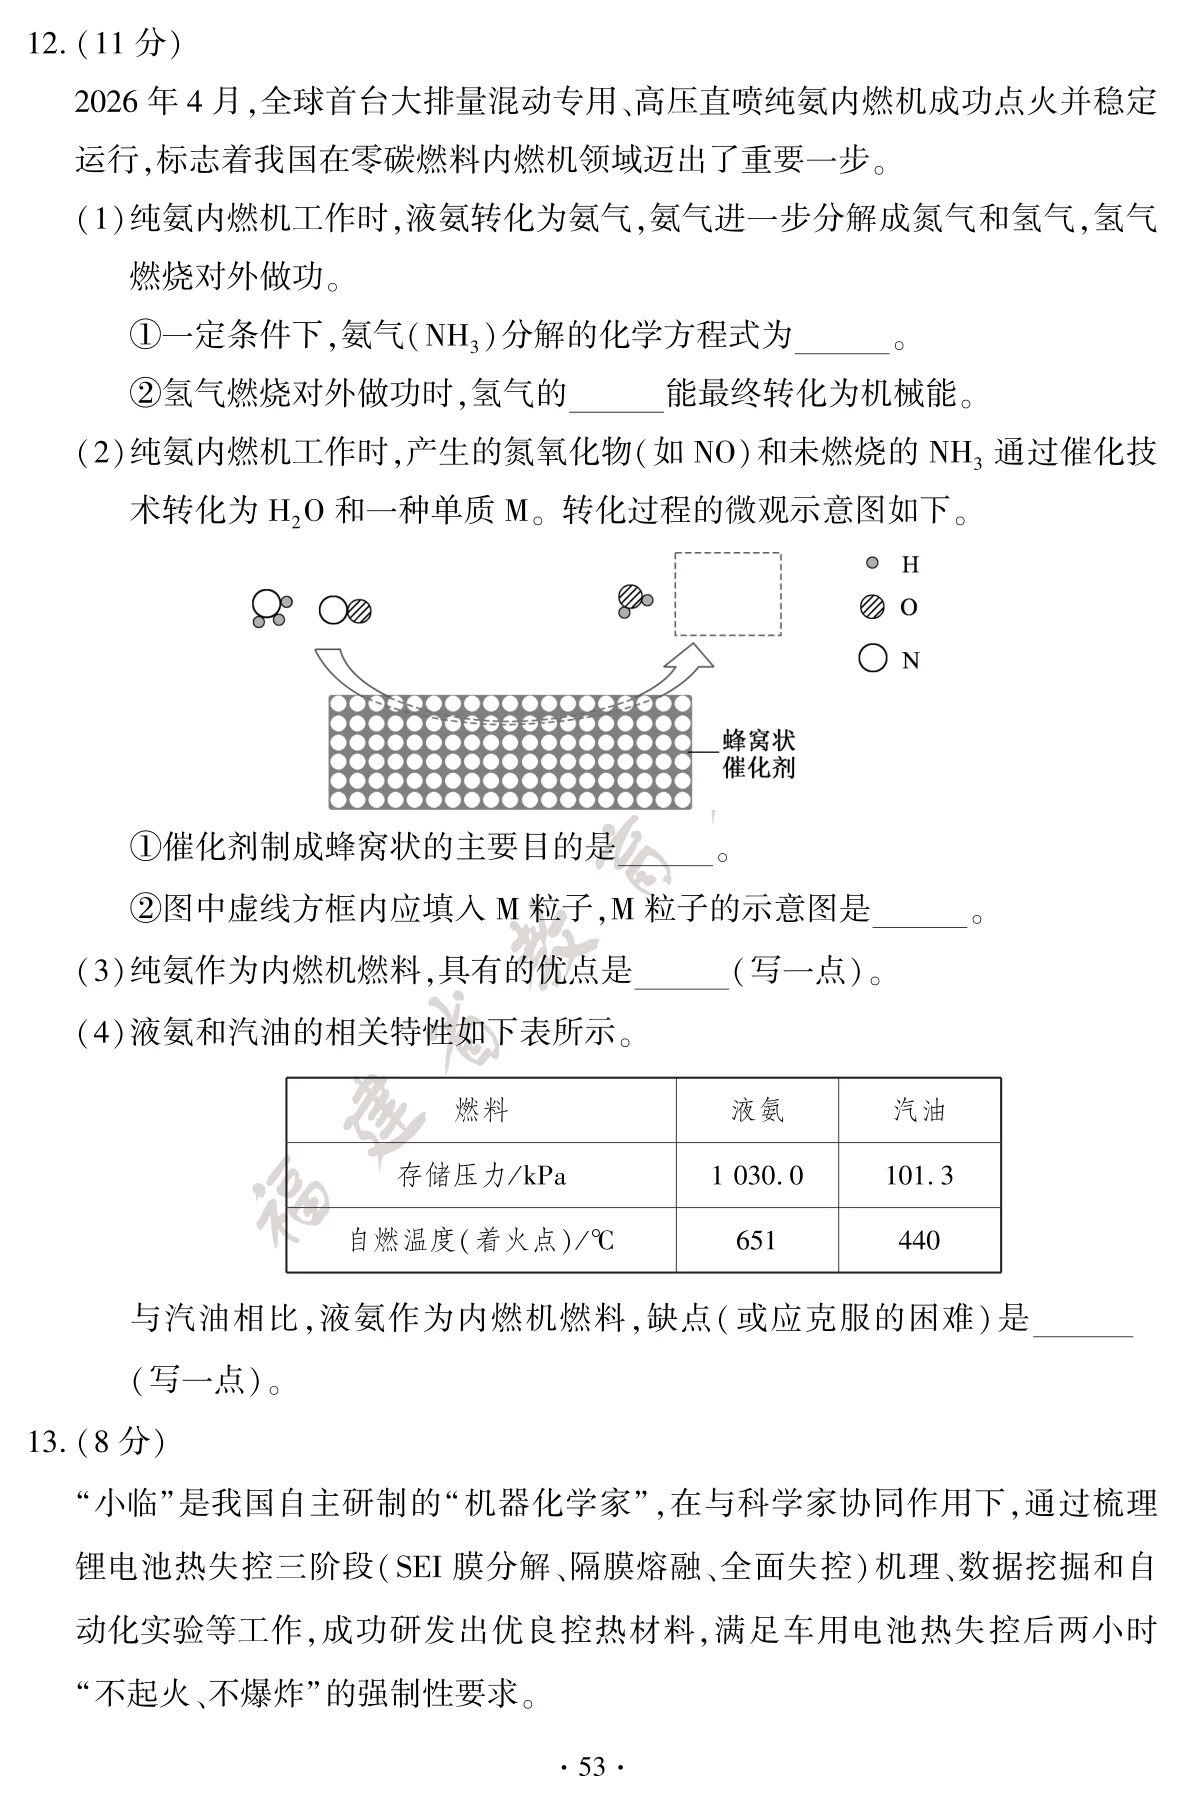 12.(11 分)
2026 年 4 月,全球首台大排量混动专用、高压直喷纯氨内燃机成功点火并稳定
运行,标志着我国在零碳燃料内燃机领域迈出了重要一步。
(1)纯氨内燃机工作时,液氨转化为氨气,氨气进一步分解成氮气和氢气,氢气
燃烧对外做功。
①一定条件下,氨气(NH₃)分解的化学方程式为______。
②氢气燃烧对外做功时,氢气的______能最终转化为机械能。
(2)纯氨内燃机工作时,产生的氮氧化物(如 NO)和未燃烧的 NH₃ 通过催化技
术转化为 H₂O 和一种单质 M。转化过程的微观示意图如下。
H
O
N
蜂窝状
催化剂
①催化剂制成蜂窝状的主要目的是______。
②图中虚线方框内应填入 M 粒子,M 粒子的示意图是______。
(3)纯氨作为内燃机燃料,具有的优点是______(写一点)。
(4)液氨和汽油的相关特性如下表所示。
燃料 液氨 汽油
存储压力/kPa 1 030.0 101.3
自燃温度(着火点)/℃ 651 440
与汽油相比,液氨作为内燃机燃料,缺点(或应克服的困难)是______
(写一点)。
13.(8 分)
“小临”是我国自主研制的“机器化学家”,在与科学家协同作用下,通过梳理
锂电池热失控三阶段(SEI 膜分解、隔膜熔融、全面失控)机理、数据挖掘和自
动化实验等工作,成功研发出优良控热材料,满足车用电池热失控后两小时
“不起火、不爆炸”的强制性要求。
· 53 ·
福建省教育